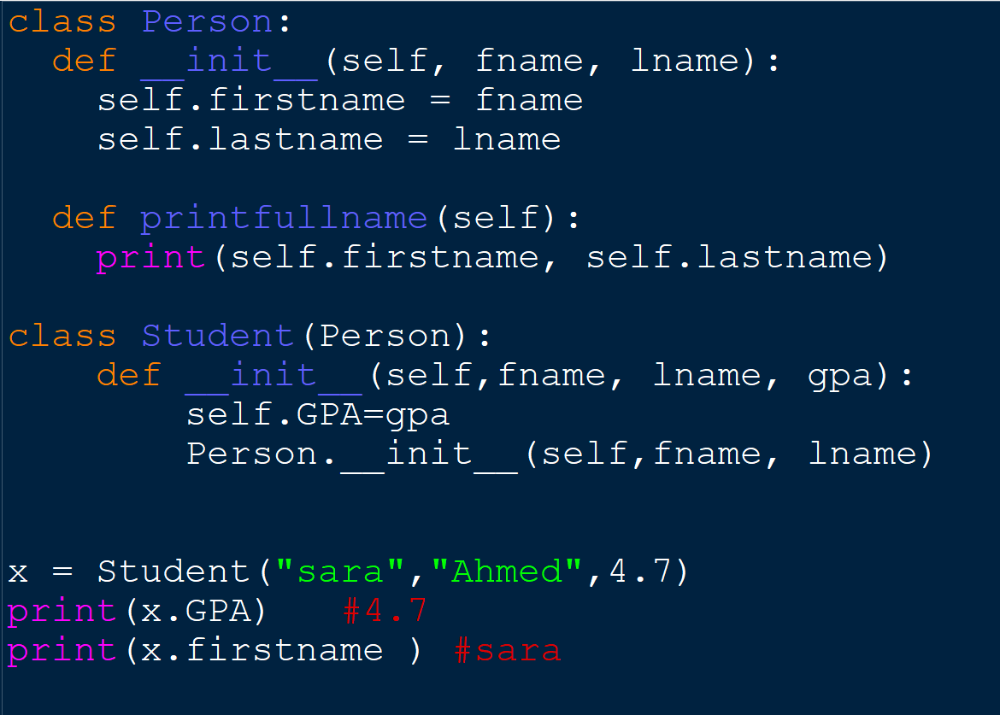 class Person:
  def __init__(self, fname, lname):
    self.firstname = fname
    self.lastname = lname

  def printfullname(self):
    print(self.firstname, self.lastname)

class Student(Person):
    def __init__(self,fname, lname, gpa):
        self.GPA=gpa
        Person.__init__(self,fname, lname)


x = Student("sara","Ahmed",4.7)
print(x.GPA)   #4.7
print(x.firstname ) #sara